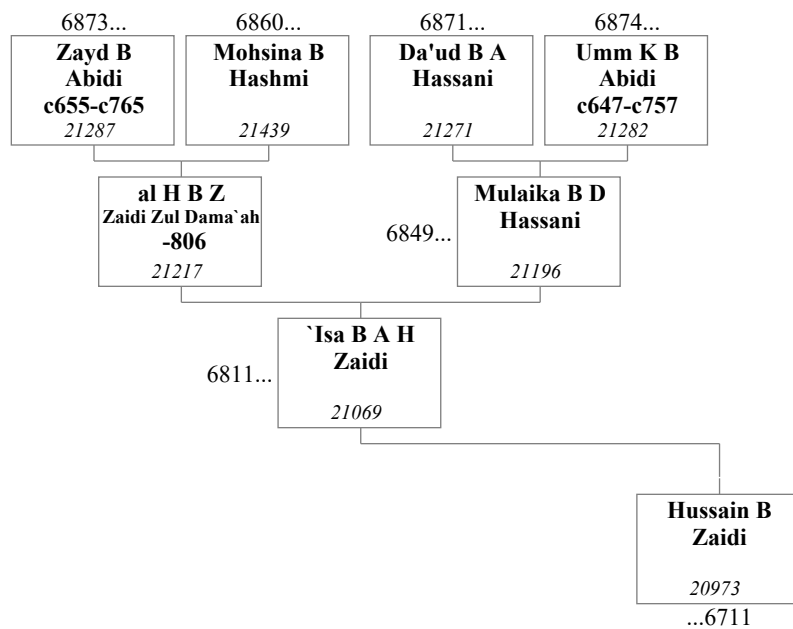 6873...
6860...
6871...
6874...
Zayd B
Abidi
c655-c765
21287
Mohsina B
Hashmi
21439
Da'ud B A
Hassani
21271
Umm K B
Abidi
c647-c757
21282
al H B Z
Zaidi Zul Dama`ah
-806
21217
6849...
Mulaika B D
Hassani
21196
6811...
`Isa B A H
Zaidi
21069
Hussain B
Zaidi
20973
...6711